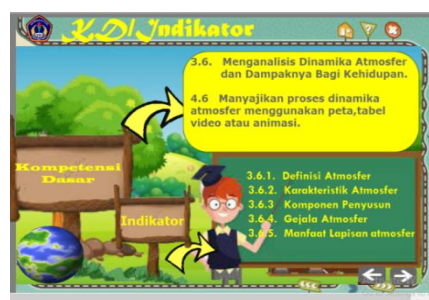 K.D/Indikator
3.6. Menganalisis Dinamika Atmosfer
dan Dampaknya Bagi Kehidupan.
4.6 Manyajikan proses dinamika
atmosfer menggunakan peta,tabel
video atau animasi.
Kompetensi
Dasar
Indikator
3.6.1. Definisi Atmosfer
3.6.2. Karakteristik Atmosfer
3.6.3 Komponen Penyusun
3.6.4. Gejala Atmosfer
3.6.5. Manfaat Lapisan atmosfer